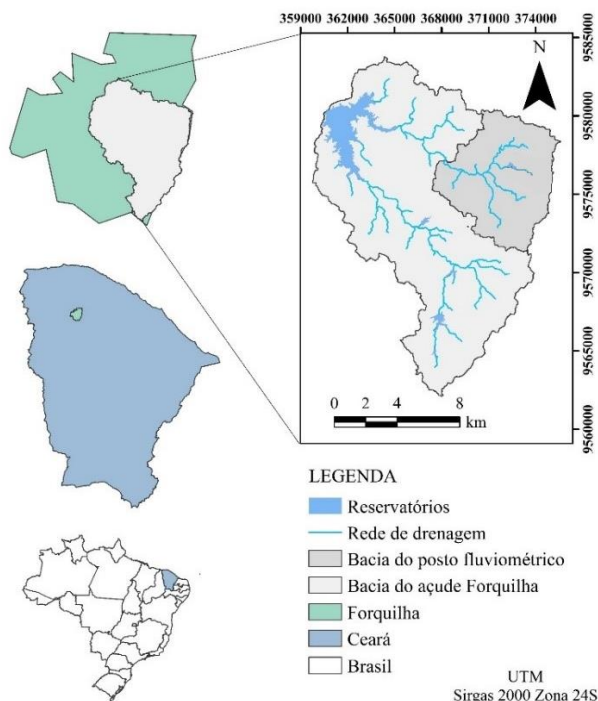 359000 362000 365000 368000 371000 374000
9585000
9580000
9575000
9570000
9565000
9560000
N
0 2 4 8
km
LEGENDA
Reservatórios
Rede de drenagem
Bacia do posto fluviométrico
Bacia do açude Forquilha
Forquilha
Ceará
Brasil
UTM
Sirgas 2000 Zona 24S